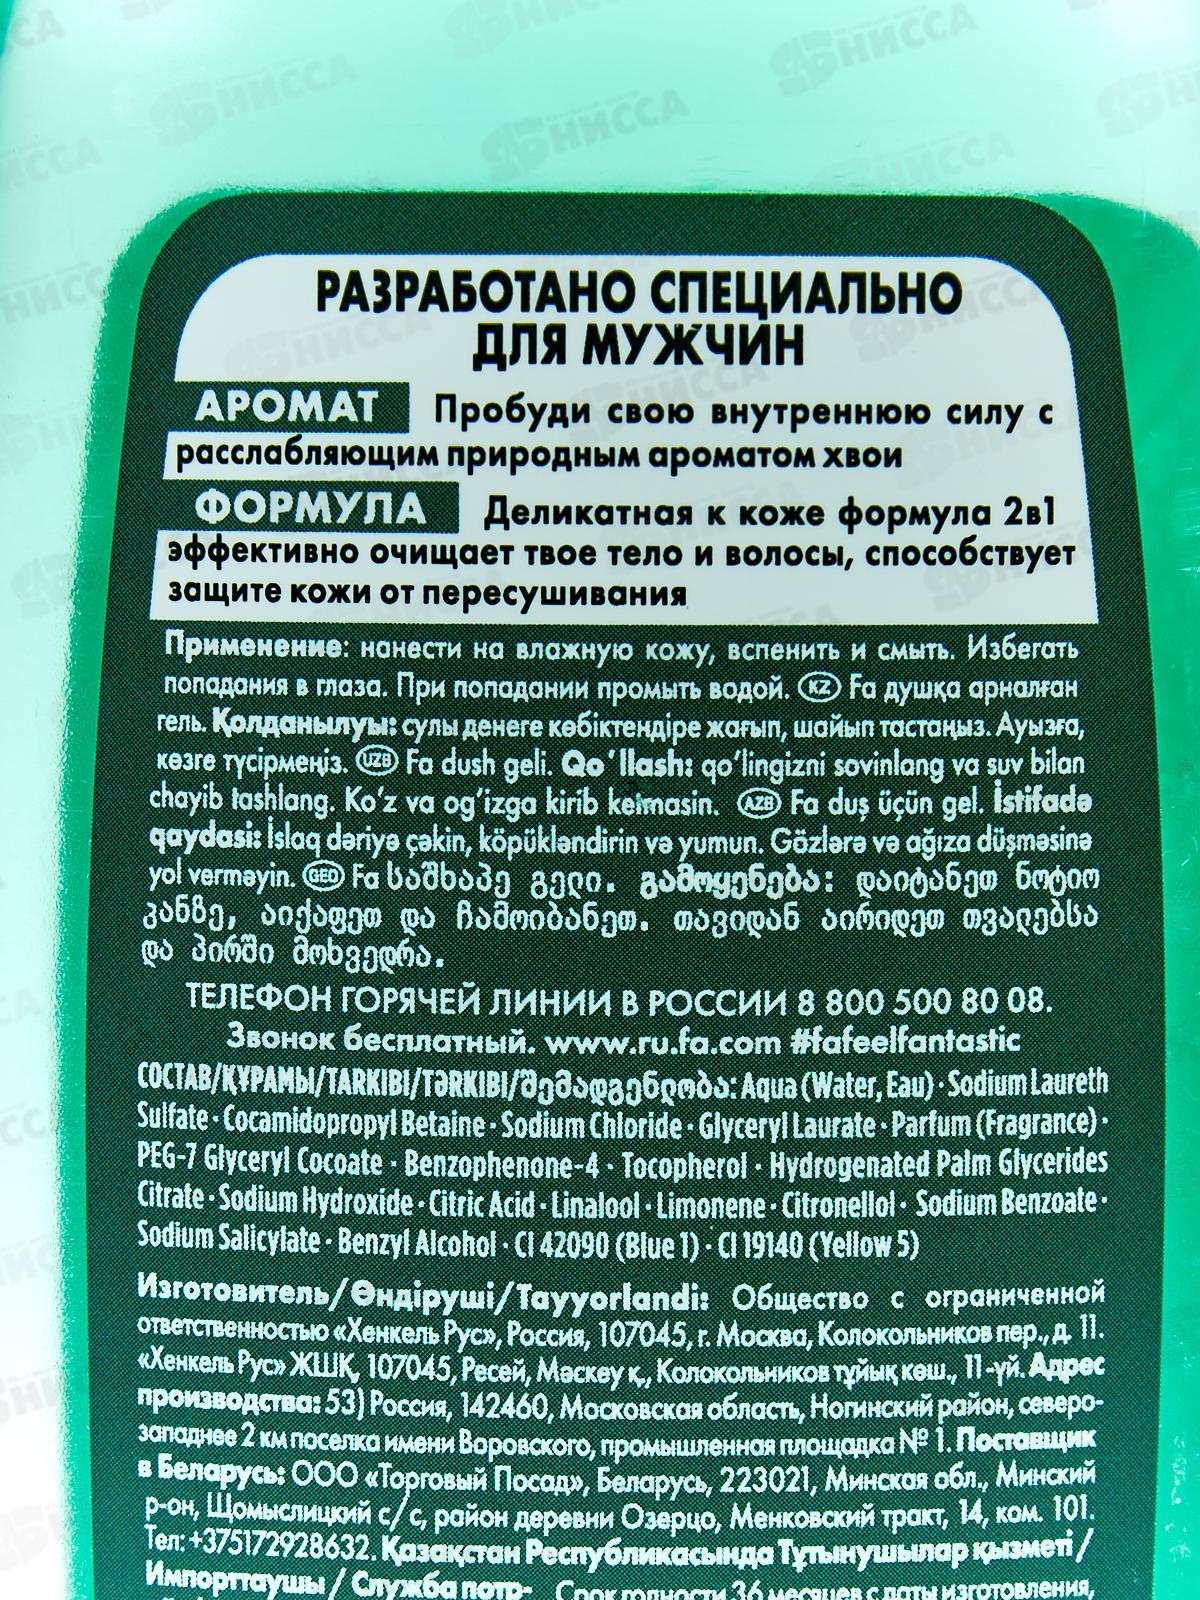 РАЗРАБОТАНО СПЕЦИАЛЬНО
ДЛЯ МУЖЧИН
АРОМАТ Пробуди свою внутреннюю силу с
расслабляющим природным ароматом хвои
ФОРМУЛА Деликатная к коже формула 2в1
эффективно очищает твое тело и волосы, способствует
защите кожи от пересушивания
Применение: нанести на влажную кожу, вспенить и смыть. Избегать
попадания в глаза. При попадании промыть водой. KZ Fa душқа арналған
гель. Қолданылуы: сулы денеге көбіктендіре жағып, шайып тастаңыз. Ауызға,
көзге түсірмеңіз. UZB Fa dush geli. Qo'llash: qo'lingizni sovinlang va suv bilan
chayib tashlang. Ko'z va og'izga kirib ketmasin. AZB Fa duş üçün gel. İstifadə
qaydasi: İslaq dəriyə çəkin, köpükləndirin və yumun. Gözlərə və ağıza düşməsinə
yol verməyin. GEO Fa საშხაპე გელი. გამოყენება: დაიტანეთ ნოტიო
კანზე, აიქაფეთ და ჩამოიბანეთ. თავიდან აირიდეთ თვალებსა
და პირში მოხვედრა.
ТЕЛЕФОН ГОРЯЧЕЙ ЛИНИИ В РОССИИ 8 800 500 80 08.
Звонок бесплатный. www.ru.fa.com #fafeelfantastic
СОСТАВ/ҚҰРАМЫ/TARKIBI/TƏRKIBI/შემადგენლობა: Aqua (Water, Eau) · Sodium Laureth
Sulfate · Cocamidopropyl Betaine · Sodium Chloride · Glyceryl Laurate · Parfum (Fragrance) ·
PEG-7 Glyceryl Cocoate · Benzophenone-4 · Tocopherol · Hydrogenated Palm Glycerides
Citrate · Sodium Hydroxide · Citric Acid · Linalool · Limonene · Citronellol · Sodium Benzoate ·
Sodium Salicylate · Benzyl Alcohol · CI 42090 (Blue 1) · CI 19140 (Yellow 5)
Изготовитель/Өндіруші/Tayyorlandi: Общество с ограниченной
ответственностью «Хенкель Рус», Россия, 107045, г. Москва, Колокольников пер., д. 11.
«Хенкель Рус» ЖШҚ, 107045, Ресей, Мәскеу қ., Колокольников тұйық көш., 11-үй. Адрес
производства: 53) Россия, 142460, Московская область, Ногинский район, северо-
западнее 2 км поселка имени Воровского, промышленная площадка № 1. Поставщик
в Беларусь: ООО «Торговый Посад», Беларусь, 223021, Минская обл., Минский
р-он, Щомыслицкий с/с, район деревни Озерцо, Менковский тракт, 14, ком. 101.
Тел: +375172928632. Қазақстан Республикасында Тұтынушылар қызметі /
Импорттаушы / Служба потр- Срок годности 36 месяцев с даты изготовления,